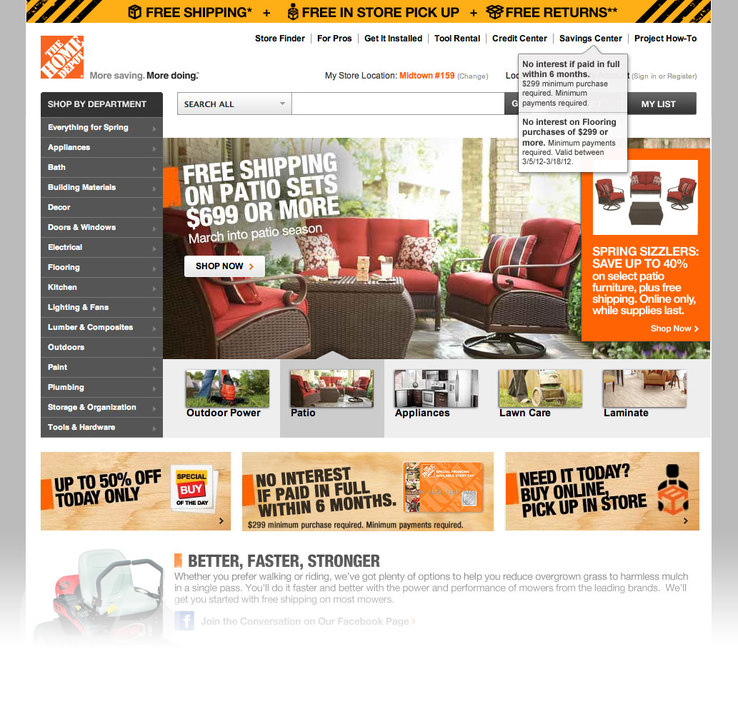 FREE SHIPPING* + FREE IN STORE PICK UP + FREE RETURNS**
THE
HOME
DEPOT
More saving. More doing.
Store Finder For Pros Get It Installed Tool Rental Credit Center Savings Center Project How-To
My Store Location: Midtown #159 (Change)
(Sign in or Register)
No interest if paid in full
within 6 months.
$299 minimum purchase
required. Minimum
payments required.
No interest on Flooring
purchases of $299 or
more. Minimum payments
required. Valid between
3/5/12-3/18/12.
SHOP BY DEPARTMENT
SEARCH ALL
MY LIST
Everything for Spring
Appliances
Bath
Building Materials
Decor
Doors & Windows
Electrical
Flooring
Kitchen
Lighting & Fans
Lumber & Composites
Outdoors
Paint
Plumbing
Storage & Organization
Tools & Hardware
FREE SHIPPING
ON PATIO SETS
$699 OR MORE
March into patio season
SHOP NOW >
SPRING SIZZLERS:
SAVE UP TO 40%
on select patio
furniture, plus free
shipping. Online only,
while supplies last.
Shop Now >
Outdoor Power
Patio
Appliances
Lawn Care
Laminate
UP TO 50% OFF
TODAY ONLY
SPECIAL
BUY
OF THE DAY
NO INTEREST
IF PAID IN FULL
WITHIN 6 MONTHS.
$299 minimum purchase required. Minimum payments required.
NEED IT TODAY?
BUY ONLINE,
PICK UP IN STORE
BETTER, FASTER, STRONGER
Whether you prefer walking or riding, we've got plenty of options to help you reduce overgrown grass to harmless mulch
in a single pass. You'll do it faster and better with the power and performance of mowers from the leading brands. We'll
get you started with free shipping on most mowers.
Join the Conversation on Our Facebook Page >